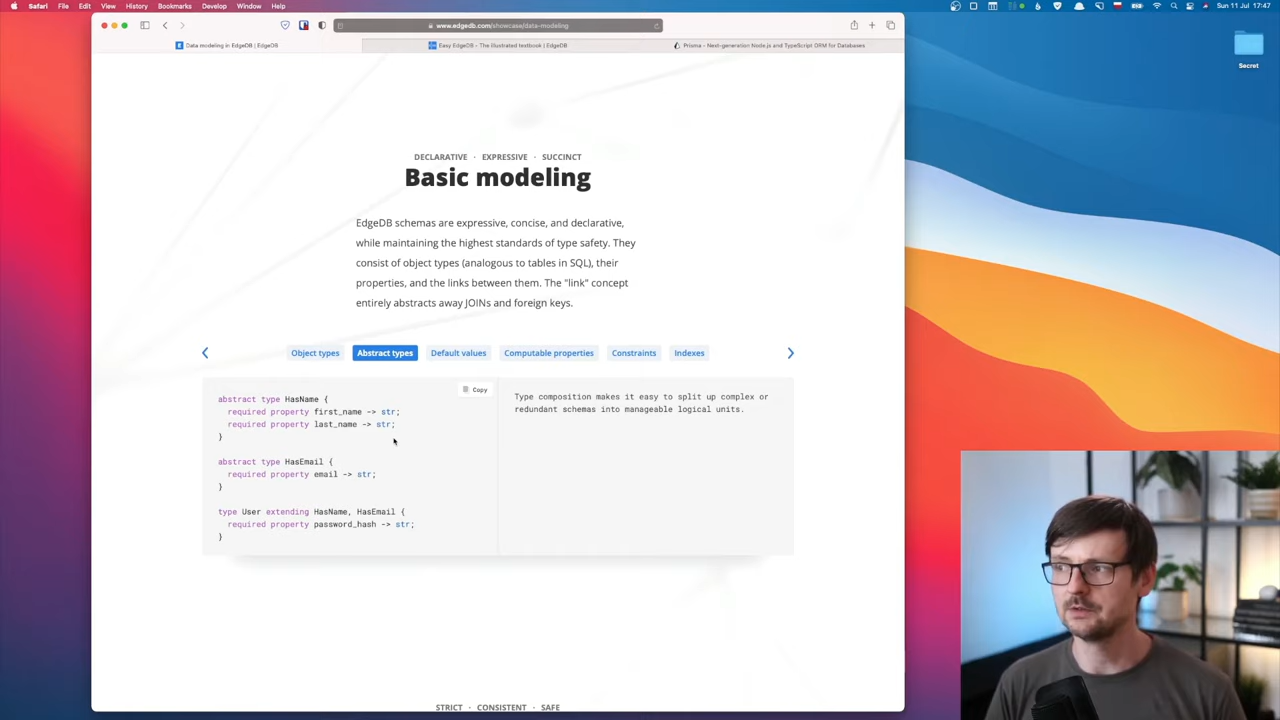 Safari File Edit View History Bookmarks Develop Window Help
Sun 11 Jul 17:47
www.edgedb.com/showcase/data-modeling
Data modeling in EdgeDB | EdgeDB
Easy EdgeDB – The illustrated textbook | EdgeDB
Prisma - Next-generation Node.js and TypeScript ORM for Databases
Secret
DECLARATIVE · EXPRESSIVE · SUCCINCT
Basic modeling
EdgeDB schemas are expressive, concise, and declarative,
while maintaining the highest standards of type safety. They
consist of object types (analogous to tables in SQL), their
properties, and the links between them. The "link" concept
entirely abstracts away JOINs and foreign keys.
Object types Abstract types Default values Computable properties Constraints Indexes
Copy
abstract type HasName {
required property first_name -> str;
required property last_name -> str;
}
abstract type HasEmail {
required property email -> str;
}
type User extending HasName, HasEmail {
required property password_hash -> str;
}
Type composition makes it easy to split up complex or
redundant schemas into manageable logical units.
STRICT · CONSISTENT · SAFE